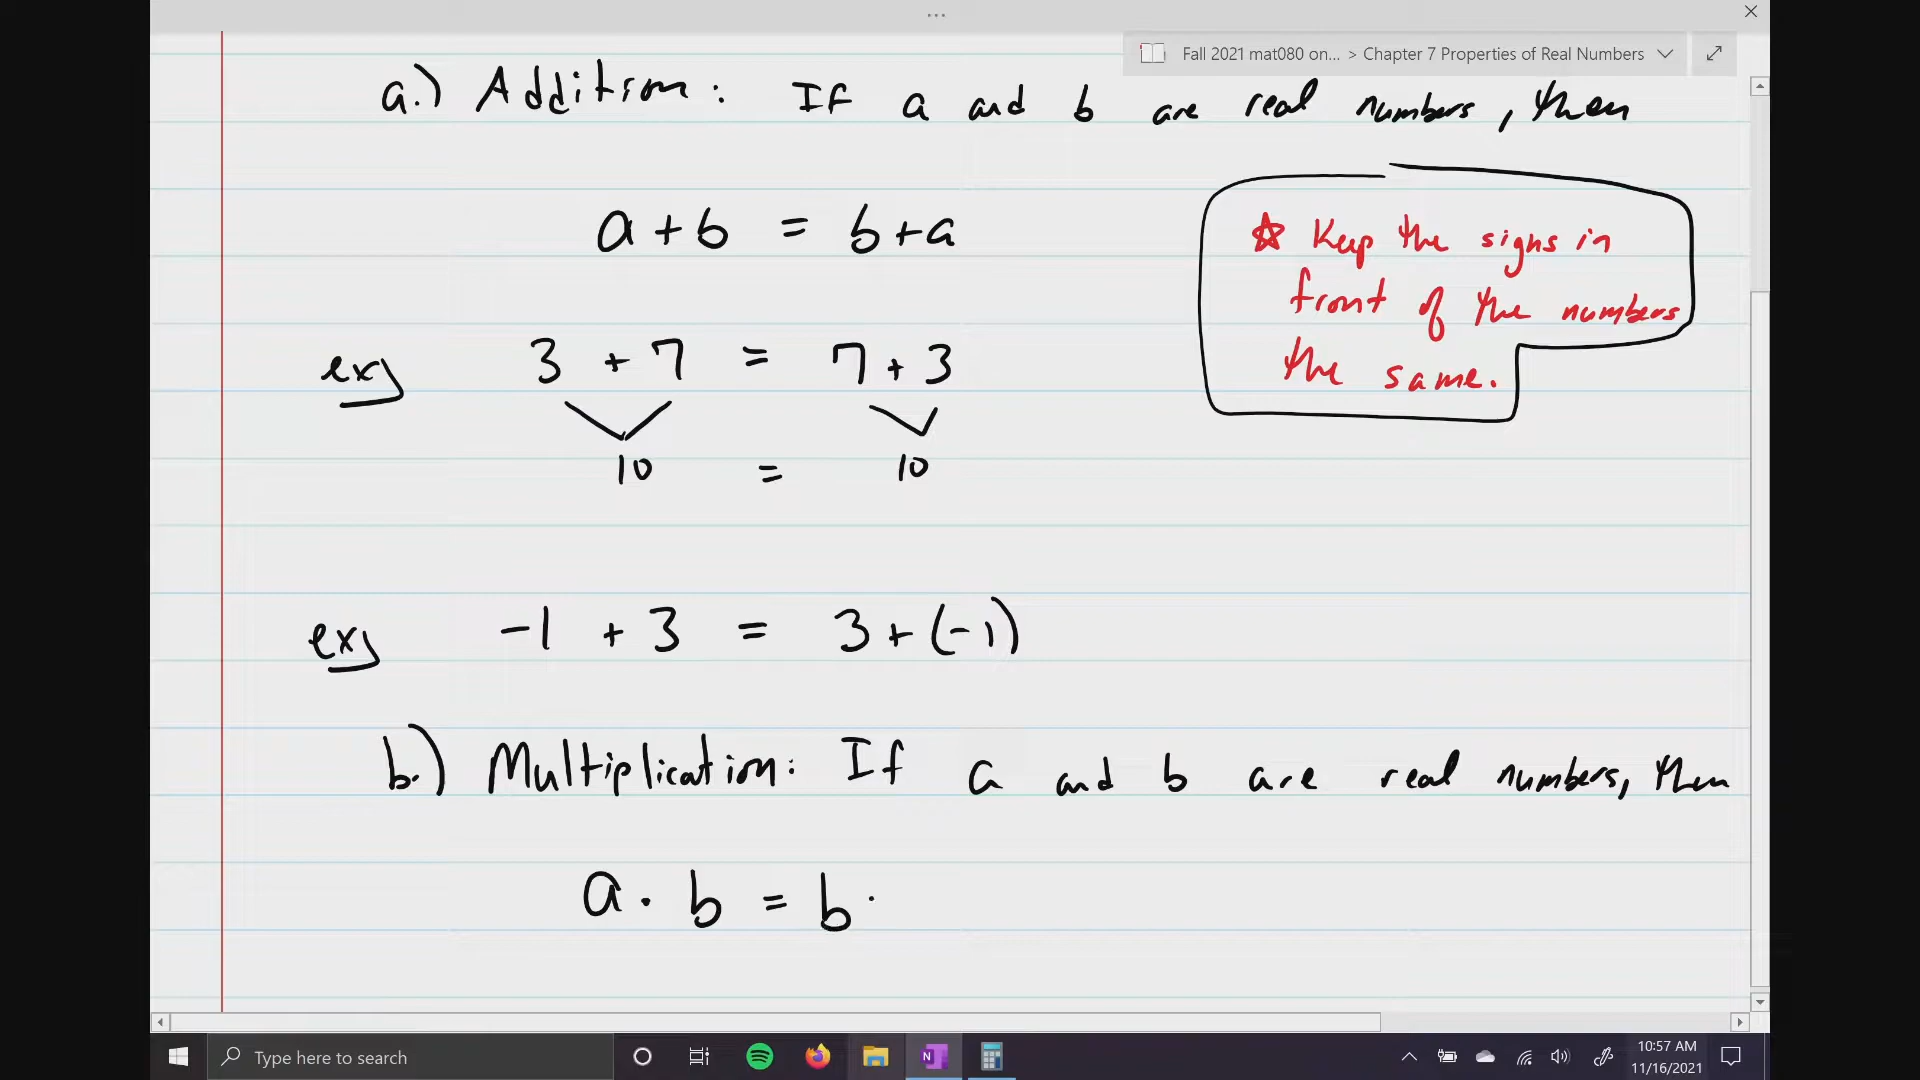 ...
Fall 2021 mat080 on... > Chapter 7 Properties of Real Numbers
a.) Addition: If a and b are real numbers, then
a + b = b + a
☆ Keep the signs in
front of the numbers
the same.
ex) 3 + 7 = 7 + 3
10 = 10
ex) -1 + 3 = 3 + (-1)
b.) Multiplication: If a and b are real numbers, then
a · b = b ·
Type here to search
10:57 AM
11/16/2021